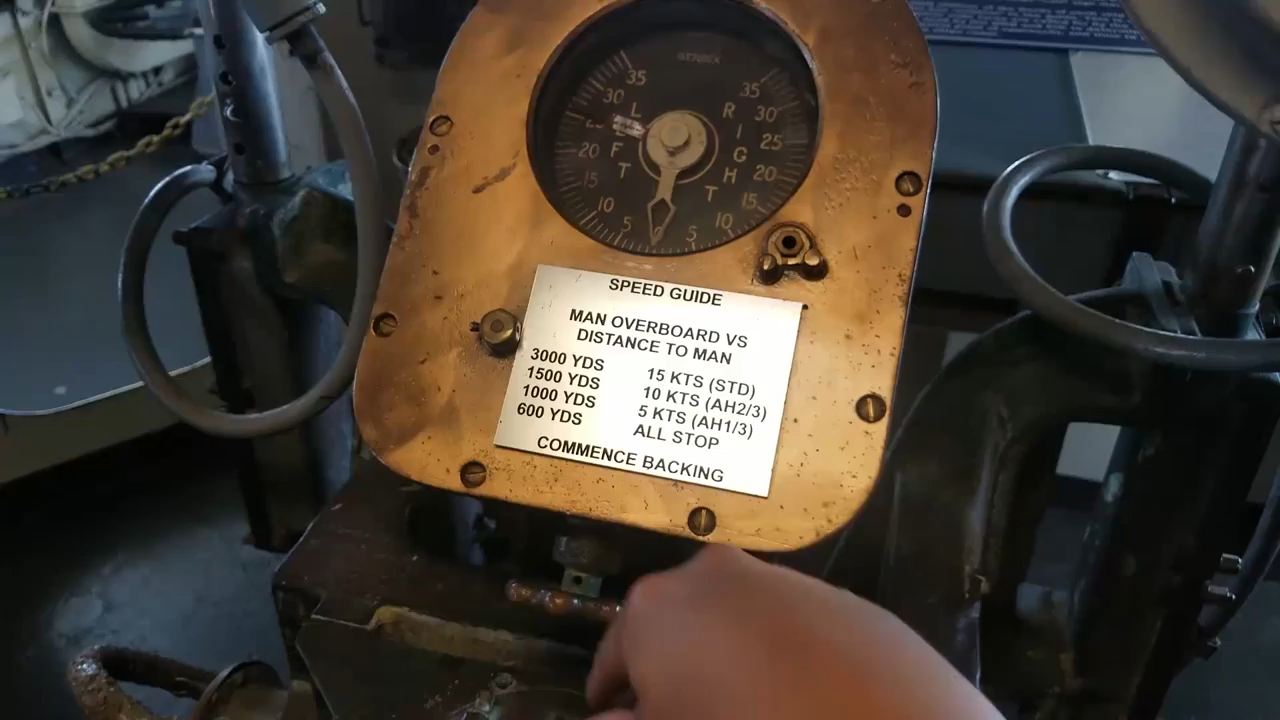 35 35
30 30
25
20 20
15 15
10 10
5 5
LEFT
RIGHT
SPEED GUIDE
MAN OVERBOARD VS
DISTANCE TO MAN
3000 YDS 15 KTS (STD)
1500 YDS 10 KTS (AH2/3)
1000 YDS 5 KTS (AH1/3)
600 YDS ALL STOP
COMMENCE BACKING